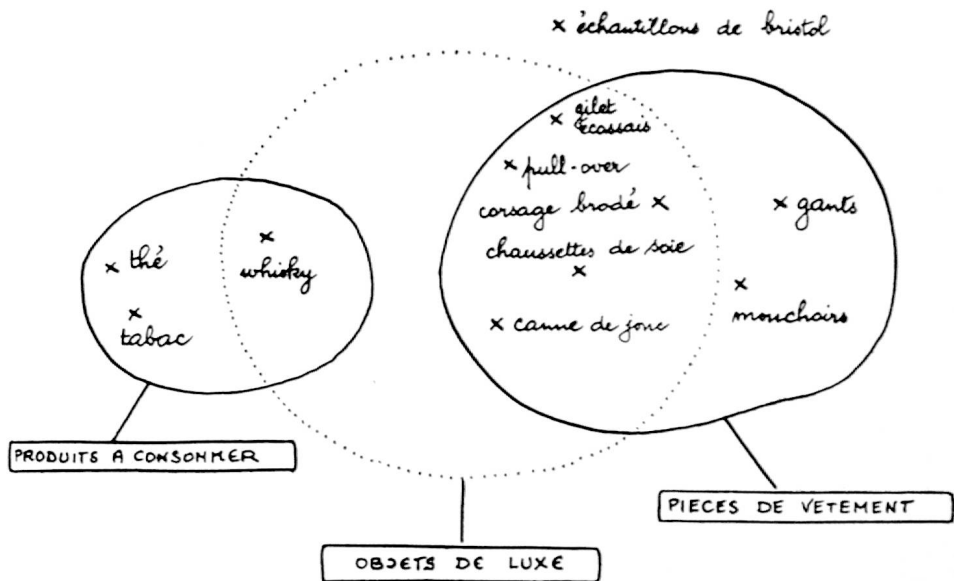 échantillons de bristol
gilet
écossais
pull-over
corsage brodé
gants
chaussettes de soie
thé
whisky
mouchoirs
tabac
canne de jonc
PRODUITS A CONSOMMER
PIECES DE VETEMENT
OBJETS DE LUXE